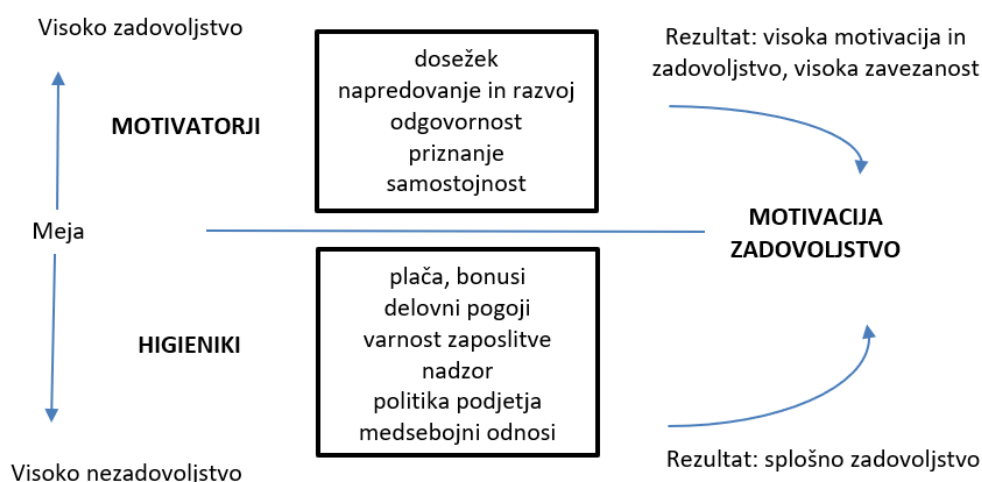 Visoko zadovoljstvo
MOTIVATORJI
dosežek
napredovanje in razvoj
odgovornost
priznanje
samostojnost
Rezultat: visoka motivacija in
zadovoljstvo, visoka zavezanost
Meja
MOTIVACIJA
ZADOVOLJSTVO
HIGIENIKI
plača, bonusi
delovni pogoji
varnost zaposlitve
nadzor
politika podjetja
medsebojni odnosi
Visoko nezadovoljstvo
Rezultat: splošno zadovoljstvo